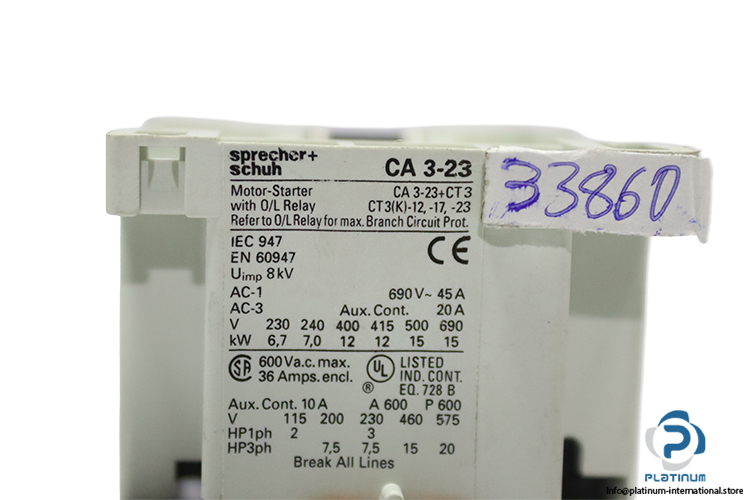 sprecher+
schuh
CA 3-23
33860
Motor-Starter CA 3-23+CT 3
with O/L Relay CT 3(K)-12, -17, -23
Refer to O/L Relay for max. Branch Circuit Prot.
IEC 947
EN 60947
Uimp 8 kV
CE
AC-1 690 V~ 45 A
AC-3 Aux. Cont. 20 A
V 230 240 400 415 500 690
kW 6,7 7,0 12 12 15 15
SA 600 Va.c. max.
36 Amps. encl.
UL ® LISTED
IND. CONT.
EQ. 728 B
Aux. Cont. 10 A A 600 P 600
V 115 200 230 460 575
HP1ph 2 3
HP3ph 7,5 7,5 15 20
Break All Lines
PLATINUM
Info@platinum-international.store